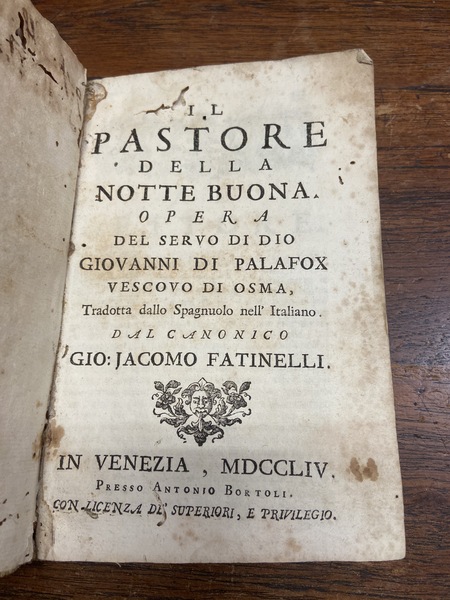 IL
PASTORE
DELLA
NOTTE BUONA.
OPERA
DEL SERVO DI DIO
GIOVANNI DI PALAFOX
VESCOVO DI OSMA,
Tradotta dallo Spagnuolo nell' Italiano.
DAL CANONICO
GIO: JACOMO FATINELLI.
IN VENEZIA, MDCCLIV.
PRESSO ANTONIO BORTOLI.
CON LICENZA DE' SUPERIORI, E PRIVILEGIO.